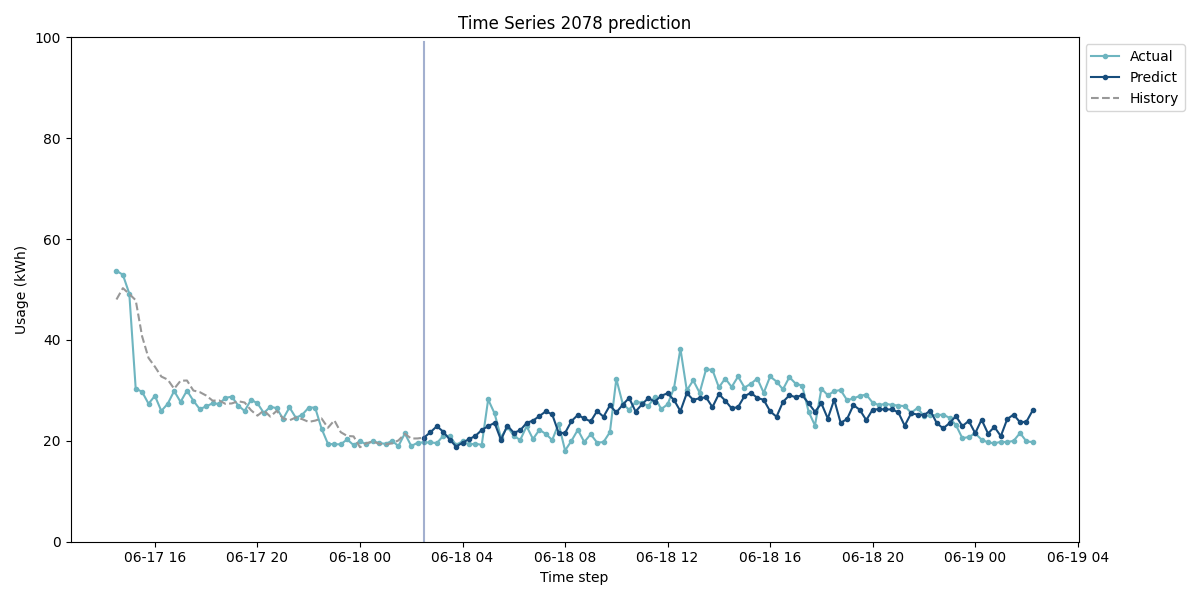 Time Series 2078 prediction
100
80
60
40
20
0
Usage (kWh)
06-17 16
06-17 20
06-18 00
06-18 04
06-18 08
06-18 12
06-18 16
06-18 20
06-19 00
06-19 04
Time step
Actual
Predict
History